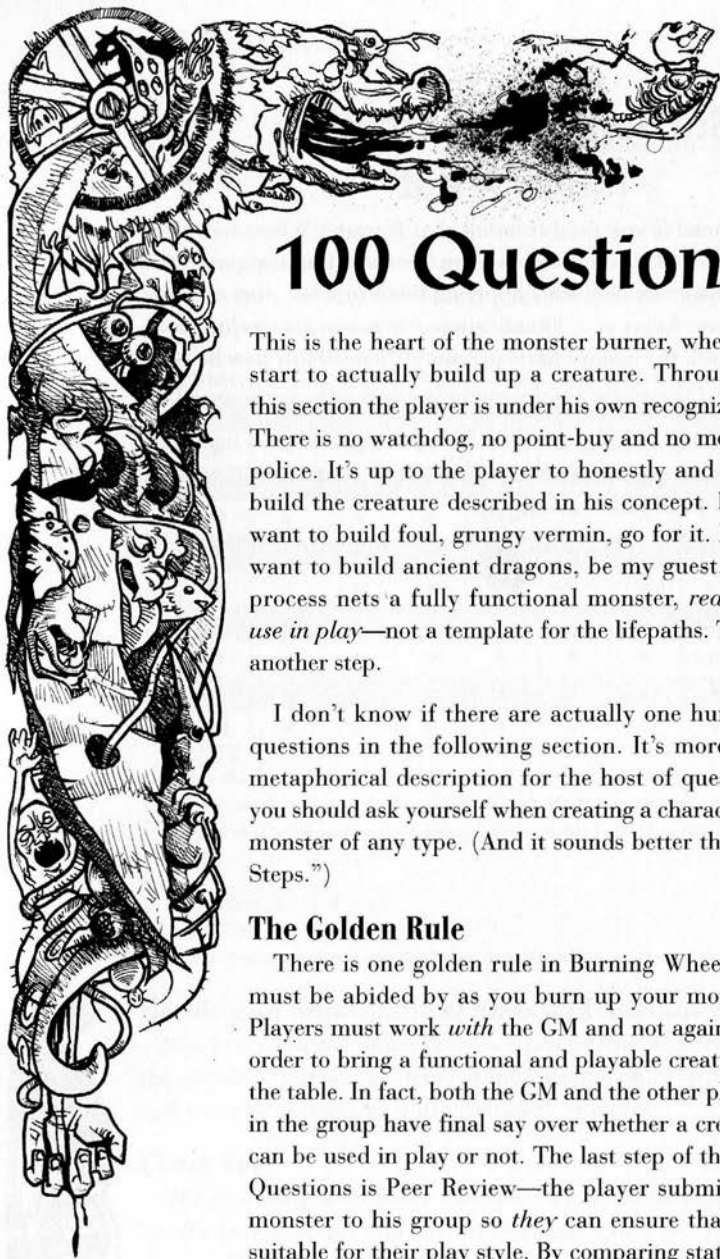 100 Question
This is the heart of the monster burner, whe
start to actually build up a creature. Throu
this section the player is under his own recogniz
There is no watchdog, no point-buy and no mo
police. It's up to the player to honestly and
build the creature described in his concept.
want to build foul, grungy vermin, go for it.
want to build ancient dragons, be my guest.
process nets a fully functional monster, rea
use in play—not a template for the lifepaths. T
another step.
I don't know if there are actually one hun
questions in the following section. It's more
metaphorical description for the host of que
you should ask yourself when creating a charac
monster of any type. (And it sounds better th
Steps.")
The Golden Rule
There is one golden rule in Burning Whee
must be abided by as you burn up your mo
Players must work with the GM and not again
order to bring a functional and playable creat
the table. In fact, both the GM and the other p
in the group have final say over whether a cre
can be used in play or not. The last step of th
Questions is Peer Review—the player submi
monster to his group so they can ensure tha
suitable for their play style. By comparing sta